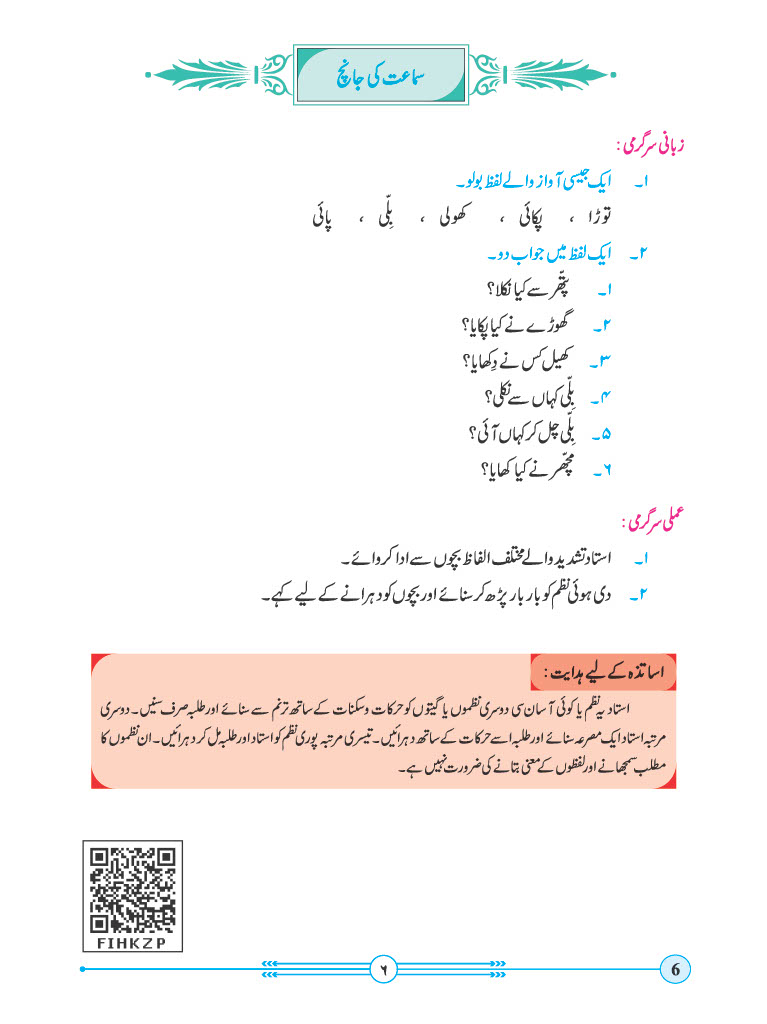 سماعت کی جانچ
زبانی سرگرمی :
۱۔ ایک جیسی آواز والے لفظ بولو۔
توڑا ، پکائی ، کھولی ، بِلّی ، پائی
۲۔ ایک لفظ میں جواب دو۔
۱۔ پتّھر سے کیا نکلا؟
۲۔ گھوڑے نے کیا پکایا؟
۳۔ کھیل کس نے دِکھایا؟
۴۔ بِلّی کہاں سے نکلی؟
۵۔ بِلّی چل کر کہاں آئی؟
۶۔ مچّھر نے کیا کھایا؟
عملی سرگرمی :
۱۔ استاد تشدید والے مختلف الفاظ بچوں سے ادا کروائے۔
۲۔ دی ہوئی نظم کو بار بار پڑھ کر سنائے اور بچوں کو دہرانے کے لیے کہے۔
اساتذہ کے لیے ہدایت :
استاد یہ نظم یا کوئی آسان سی دوسری نظموں یا گیتوں کو حرکات و سکنات کے ساتھ ترنم سے سنائے اور طلبہ صرف سنیں۔ دوسری
مرتبہ استاد ایک مصرعہ سنائے اور طلبہ اسے حرکات کے ساتھ دہرائیں۔ تیسری مرتبہ پوری نظم کو استاد اور طلبہ مل کر دہرائیں۔ ان نظموں کا
مطلب سمجھانے اور لفظوں کے معنی بتانے کی ضرورت نہیں ہے۔
FIHKZP
۶
6